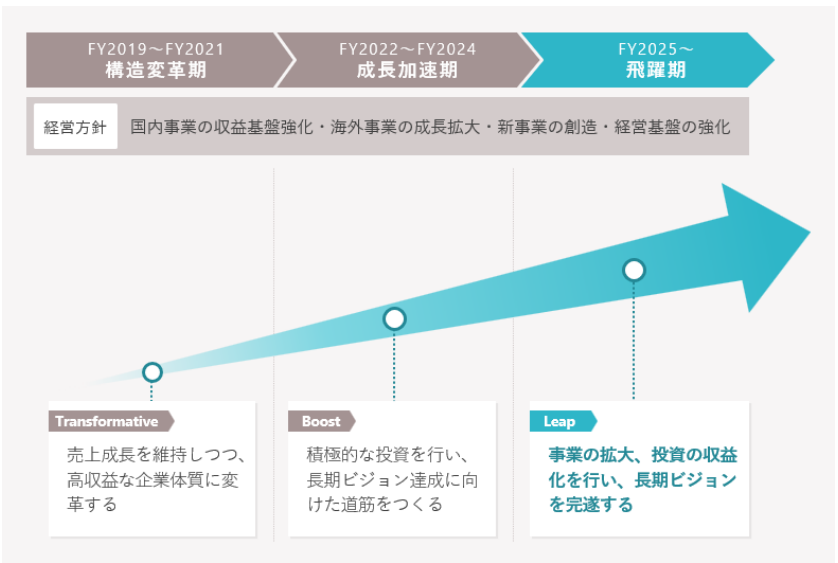 FY2019～FY2021
構造変革期
FY2022～FY2024
成長加速期
FY2025～
飛躍期
経営方針
国内事業の収益基盤強化・海外事業の成長拡大・新事業の創造・経営基盤の強化
Transformative
売上成長を維持しつつ、
高収益な企業体質に変
革する
Boost
積極的な投資を行い、
長期ビジョン達成に向
けた道筋をつくる
Leap
事業の拡大、投資の収益
化を行い、長期ビジョン
を完遂する